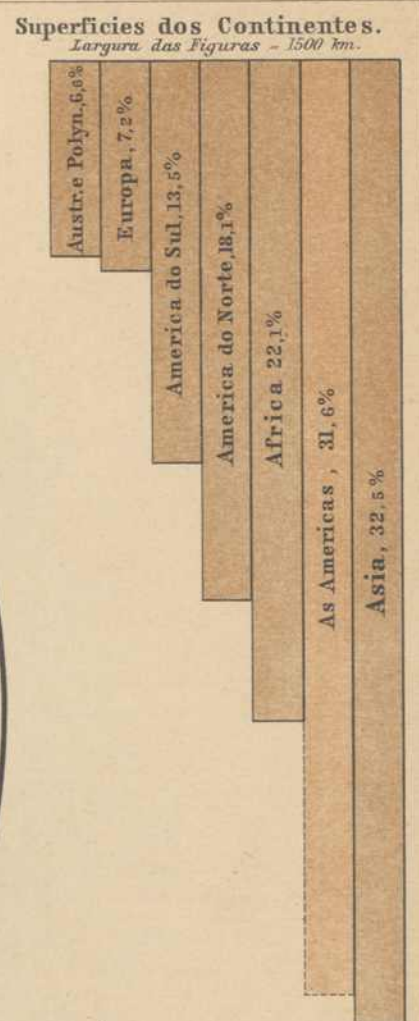 Superficies dos Continentes.
Largura das Figuras - 1500 km.
Austr. e Polyn., 6,6%
Europa, 7,2%
America do Sul, 13,5%
America do Norte, 18,1%
Africa 22,1%
As Americas, 31,6%
Asia, 32,5%